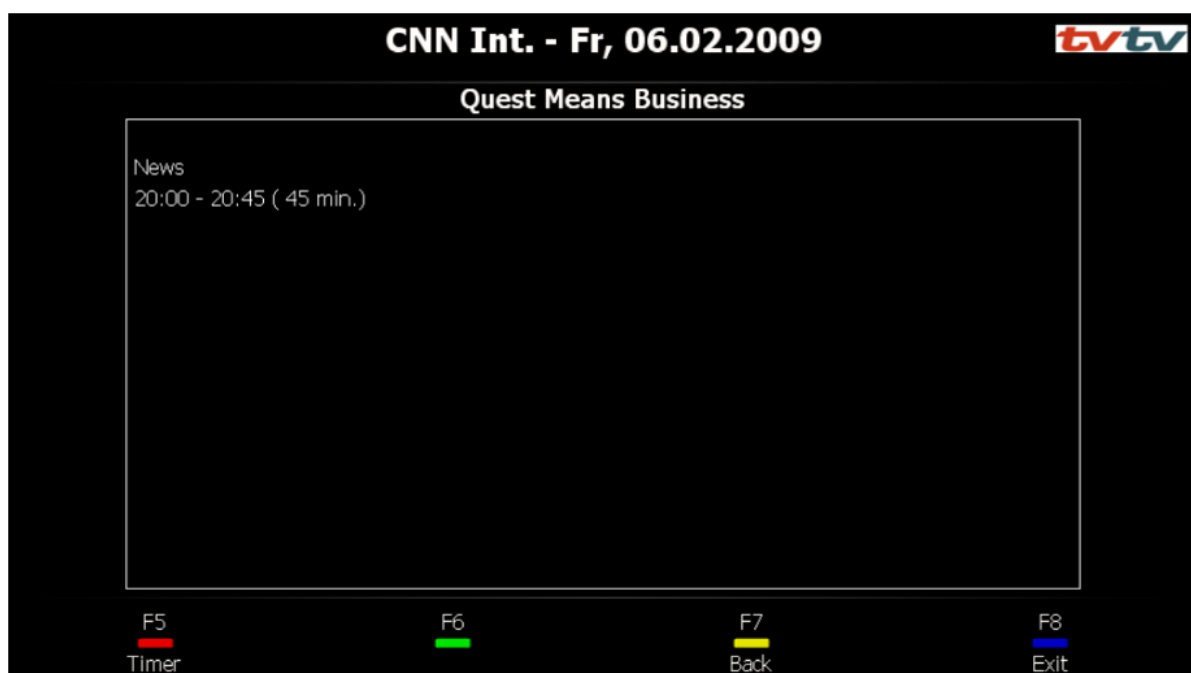 CNN Int. - Fr, 06.02.2009
tvtv
Quest Means Business
News
20:00 - 20:45 ( 45 min.)
F5 F6 F7 F8
Timer Back Exit